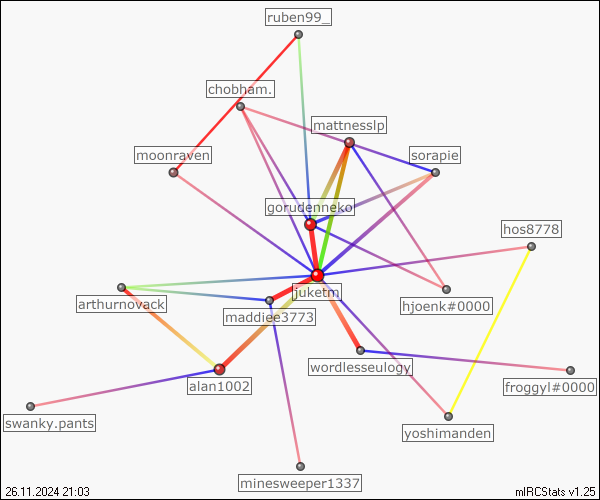 ruben99_
chobham.
mattnesslp
moonraven
sorapie
gorudenneko
hos8778
juketn
arthurnovack
hjoenk#0000
maddiee3773
wordlesseulogy
alan1002
froggyl#0000
swanky.pants
yoshimanden
minesweeper1337
26.11.2024 21:03
mIRCStats v1.25